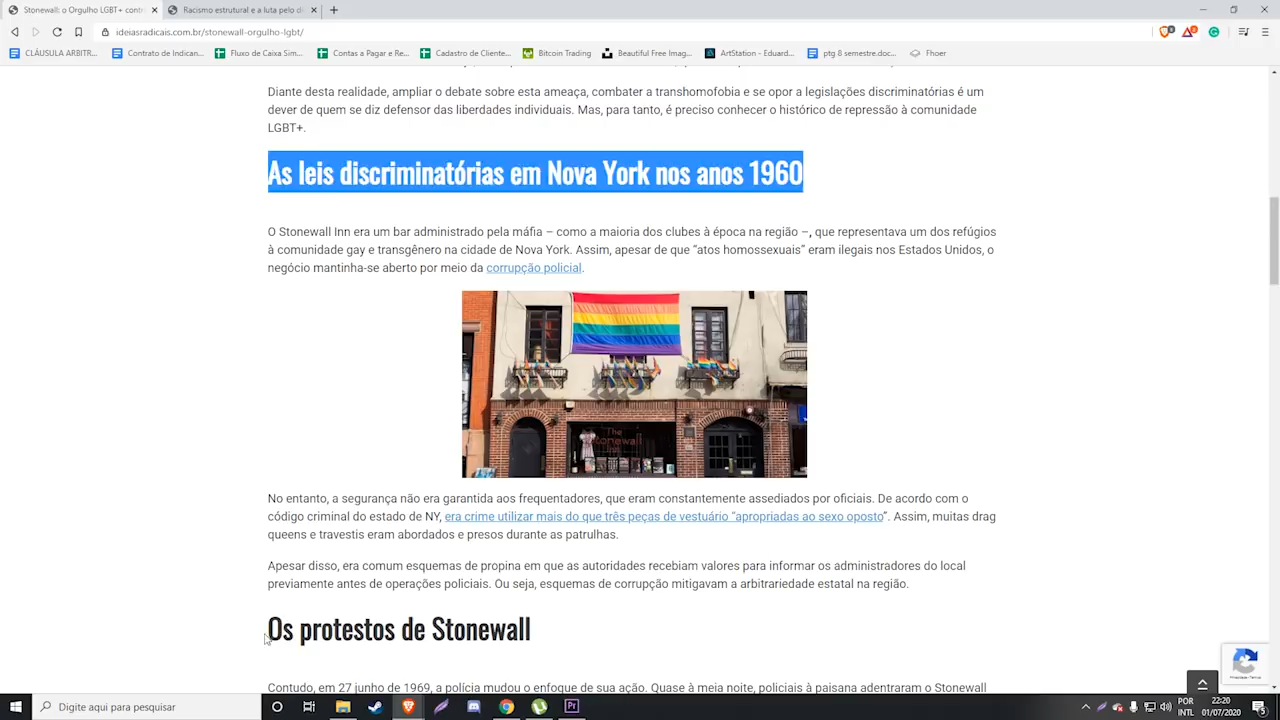 Stonewall: o Orgulho LGBT+ cont
Racismo estrutural e a luta pelo di
ideiasradicais.com.br/stonewall-orgulho-lgbt/
CLÁUSULA ARBITR...
Contrato de Indican...
Fluxo de Caixa Sim...
Contas a Pagar e Re...
Cadastro de Cliente...
Bitcoin Trading
Beautiful Free Imag...
ArtStation - Eduard...
ptg 8 semestre.doc...
Fhoer
Diante desta realidade, ampliar o debate sobre esta ameaça, combater a transhomofobia e se opor a legislações discriminatórias é um
dever de quem se diz defensor das liberdades individuais. Mas, para tanto, é preciso conhecer o histórico de repressão à comunidade
LGBT+.
As leis discriminatórias em Nova York nos anos 1960
O Stonewall Inn era um bar administrado pela máfia – como a maioria dos clubes à época na região –, que representava um dos refúgios
à comunidade gay e transgênero na cidade de Nova York. Assim, apesar de que “atos homossexuais” eram ilegais nos Estados Unidos, o
negócio mantinha-se aberto por meio da corrupção policial.
The
Stonewall
Inn
No entanto, a segurança não era garantida aos frequentadores, que eram constantemente assediados por oficiais. De acordo com o
código criminal do estado de NY, era crime utilizar mais do que três peças de vestuário “apropriadas ao sexo oposto”. Assim, muitas drag
queens e travestis eram abordados e presos durante as patrulhas.
Apesar disso, era comum esquemas de propina em que as autoridades recebiam valores para informar os administradores do local
previamente antes de operações policiais. Ou seja, esquemas de corrupção mitigavam a arbitrariedade estatal na região.
Os protestos de Stonewall
Contudo, em 27 junho de 1969, a polícia mudou o enfoque de sua ação. Quase à meia noite, policiais à paisana adentraram o Stonewall
Digite aqui para pesquisar
Pr
POR
INTL
22:20
01/07/2020